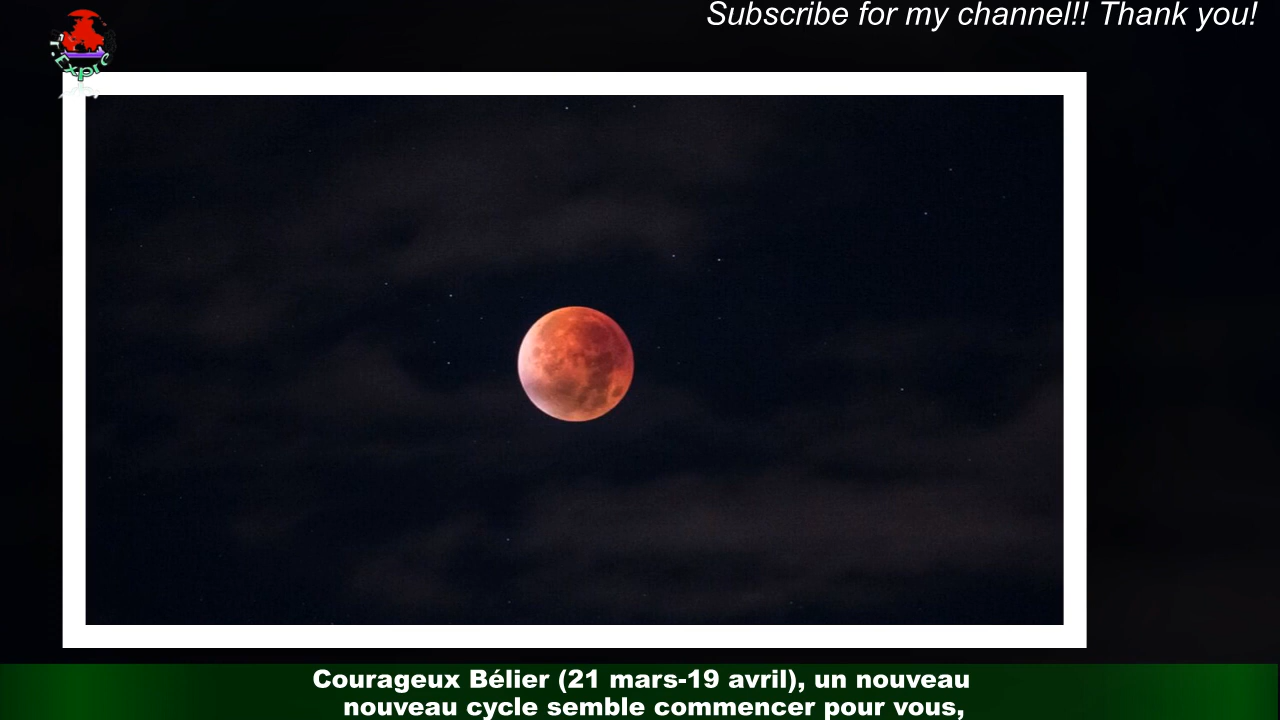 Subscribe for my channel!! Thank you!
Courageux Bélier (21 mars-19 avril), un nouveau
nouveau cycle semble commencer pour vous,